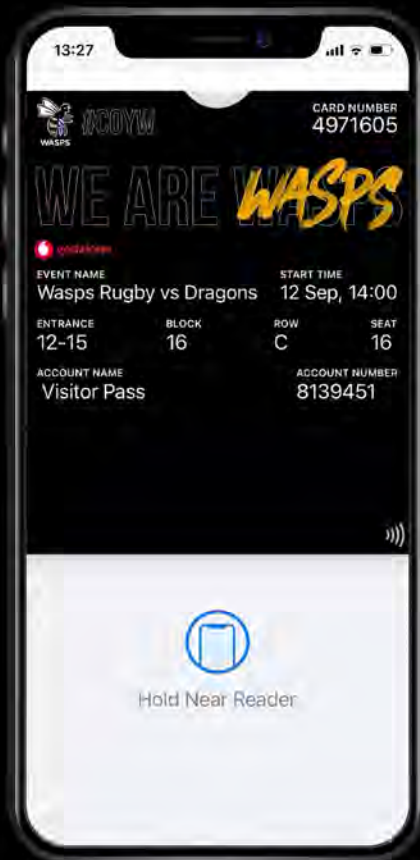 13:27
WASPS
#COYW
CARD NUMBER
4971605
WE ARE WASPS
WASPS
vodafone
EVENT NAME
START TIME
Wasps Rugby vs Dragons
12 Sep, 14:00
ENTRANCE
BLOCK
ROW
SEAT
12-15
16
C
16
ACCOUNT NAME
ACCOUNT NUMBER
Visitor Pass
8139451
Hold Near Reader